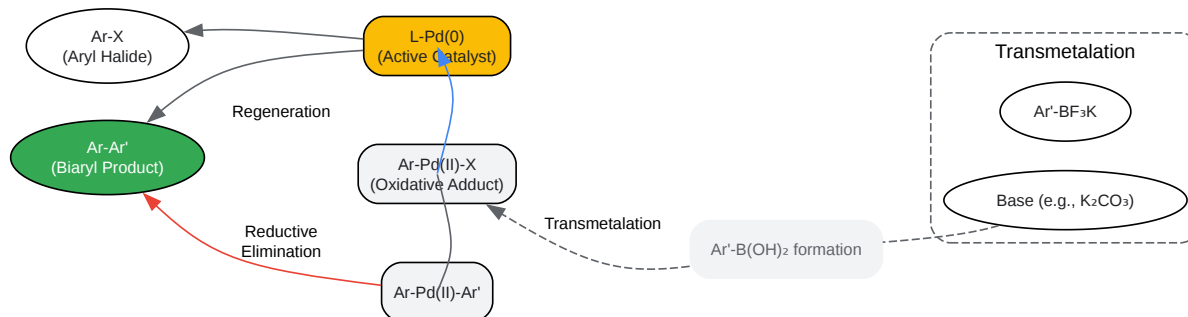 Ar-X
(Aryl Halide)
L-Pd(0)
(Active Catalyst)
Transmetalation
Ar'-BF₃K
Regeneration
Ar-Ar'
(Biaryl Product)
Ar-Pd(II)-X
(Oxidative Adduct)
Base (e.g., K₂CO₃)
Reductive
Elimination
Transmetalation
Ar'-B(OH)₂ formation
Ar-Pd(II)-Ar'